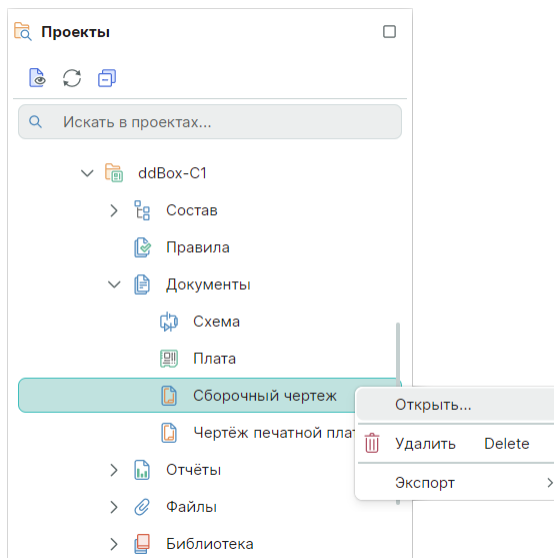 Проекты
Искать в проектах...
ddBox-C1
Состав
Правила
Документы
Схема
Плата
Сборочный чертеж
Открыть...
Чертёж печатной
Удалить Delete
Отчёты
Экспорт
Файлы
Библиотека